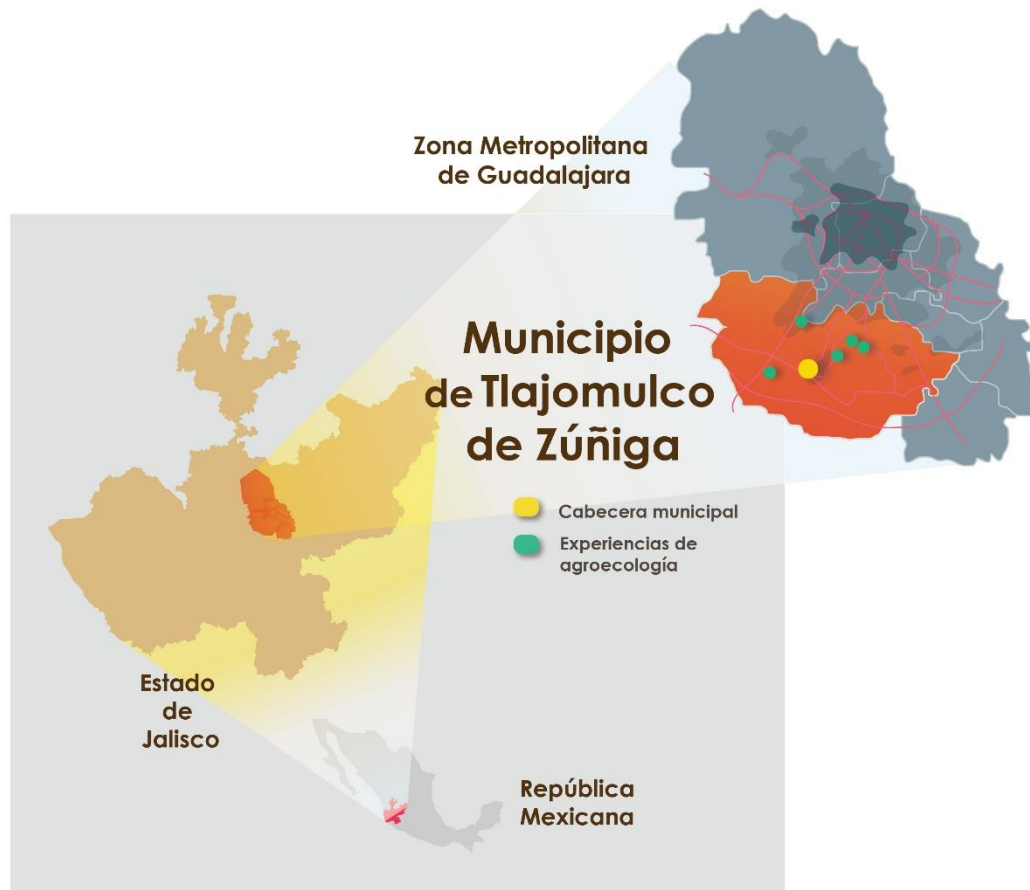 Zona Metropolitana
de Guadalajara
Municipio
de Tlajomulco
de Zúñiga
Cabecera municipal
Experiencias de
agroecología
Estado
de
Jalisco
República
Mexicana